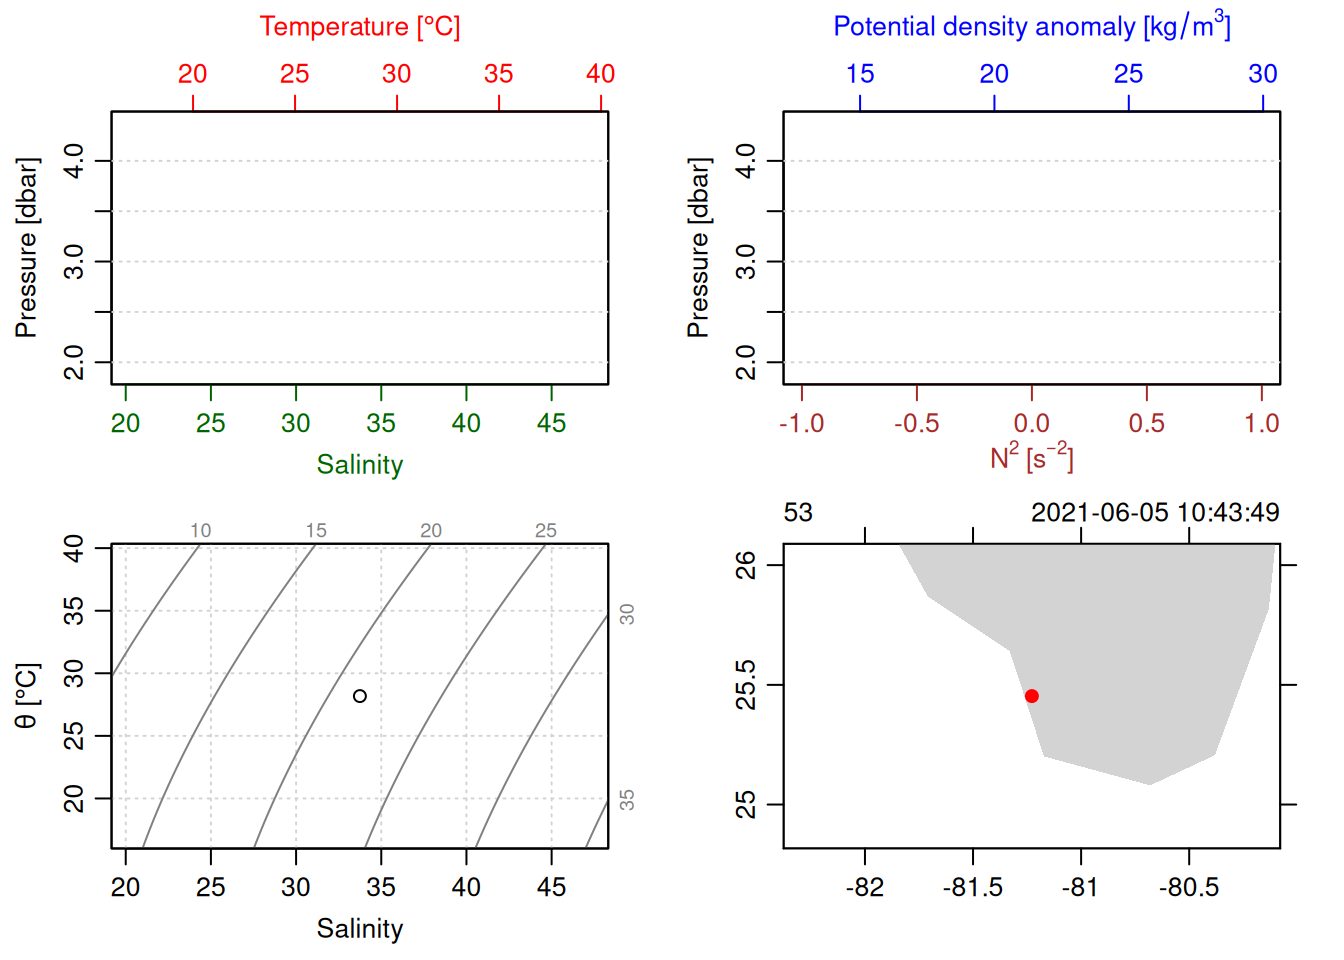 Temperature [°C]
20 25 30 35 40
Pressure [dbar]
4.0
3.0
2.0
20 25 30 35 40 45
Salinity
Potential density anomaly [kg/m³]
15 20 25 30
Pressure [dbar]
4.0
3.0
2.0
-1.0 -0.5 0.0 0.5 1.0
N² [s⁻²]
10 15 20 25
30
35
θ [°C]
40
35
30
25
20
20 25 30 35 40 45
Salinity
53 2021-06-05 10:43:49
26
25.5
25
-82 -81.5 -81 -80.5